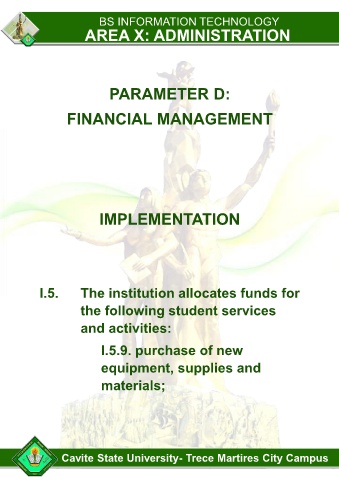 BS INFORMATION TECHNOLOGY
AREA X: ADMINISTRATION
PARAMETER D:
FINANCIAL MANAGEMENT
IMPLEMENTATION
I.5. The institution allocates funds for
the following student services
and activities:
I.5.9. purchase of new
equipment, supplies and
materials;
Cavite State University- Trece Martires City Campus